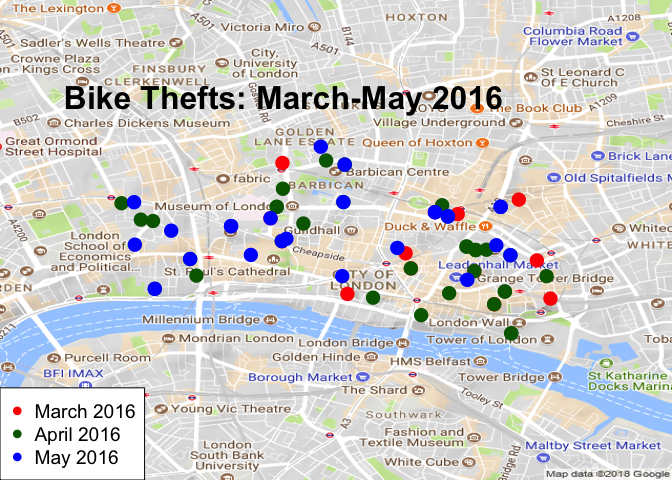 The Lexington
HOXTON
A1208
Victoria Miro
B144
Columbia Road
Flower Market
Sadler's Wells Theatre
A501
Crowne Plaza
- Kings Cross
FINSBURY
CLERKENWELL
City,
University
of London
St Leonard C
Of E Church
Bike Thefts: March-May 2016
The Book Club
A1209
B502
Charles Dickens Museum
Village Underground
Cheshire St
Great Ormond
Street Hospital
GOLDEN
LANE ESTATE
Queen of Hoxton
Brick Lane
fabric
Barbican Centre
Old Spitalfields M
BARBICAN
A4200
Museum of London
Guildhall
Duck & Waffle
Whitec
WHITE
London
School of
Economics
and Political...
Cheapside
St. Paul's Cathedral
CITY OF
LONDON
Leadenhall Market
Grange Tower Bridge
Millennium Bridge
London Wall
A3211
Mondrian London
London Bridge
Tower of London
Toba
Purcell Room
Golden Hinde
HMS Belfast
BFI IMAX
Borough Market
Tower Bridge
St Katharine
Docks Marina
The Shard
Tooley St
March 2016
April 2016
May 2016
Young Vic Theatre
Southwark
A3
London
South Bank
University
Fashion and
Textile Museum
White Cube
Bridge Rd
Maltby Street Market
Map data ©2018 Google